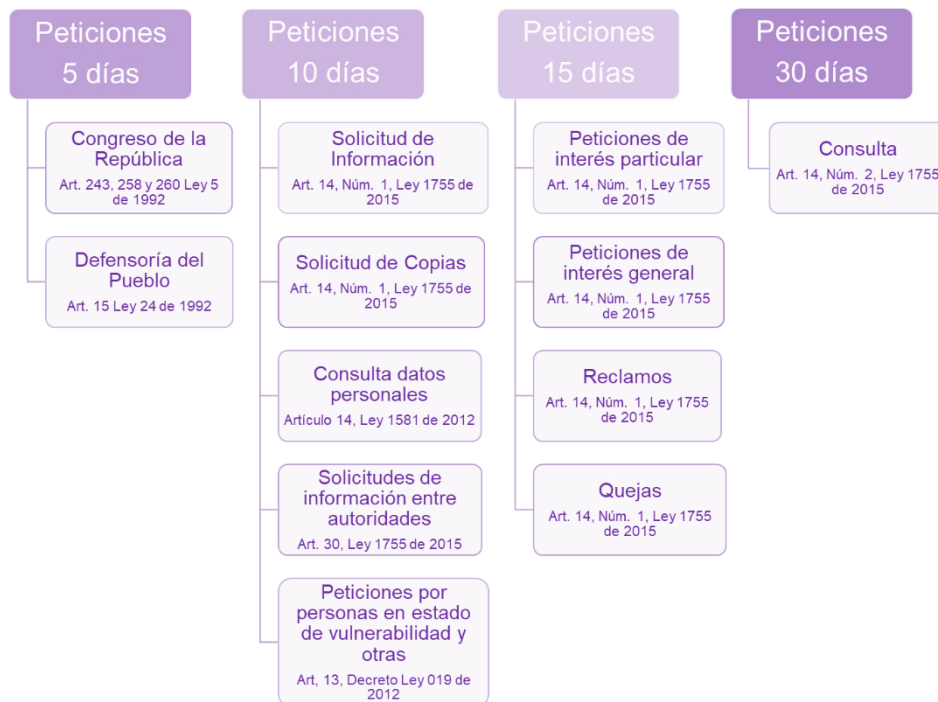 Peticiones
5 días
Congreso de la
República
Art. 243, 258 y 260 Ley 5
de 1992
Defensoría del
Pueblo
Art. 15 Ley 24 de 1992
Peticiones
10 días
Solicitud de
Información
Art. 14, Núm. 1, Ley 1755 de
2015
Solicitud de Copias
Art. 14, Núm. 1, Ley 1755 de
2015
Consulta datos
personales
Artículo 14, Ley 1581 de 2012
Solicitudes de
información entre
autoridades
Art. 30, Ley 1755 de 2015
Peticiones por
personas en estado
de vulnerabilidad y
otras
Art, 13, Decreto Ley 019 de
2012
Peticiones
15 días
Peticiones de
interés particular
Art. 14, Núm. 1, Ley 1755
de 2015
Peticiones de
interés general
Art. 14, Núm. 1, Ley 1755
de 2015
Reclamos
Art. 14, Núm. 1, Ley 1755
de 2015
Quejas
Art. 14, Núm. 1, Ley 1755
de 2015
Peticiones
30 días
Consulta
Art. 14, Núm. 2, Ley 1755
de 2015